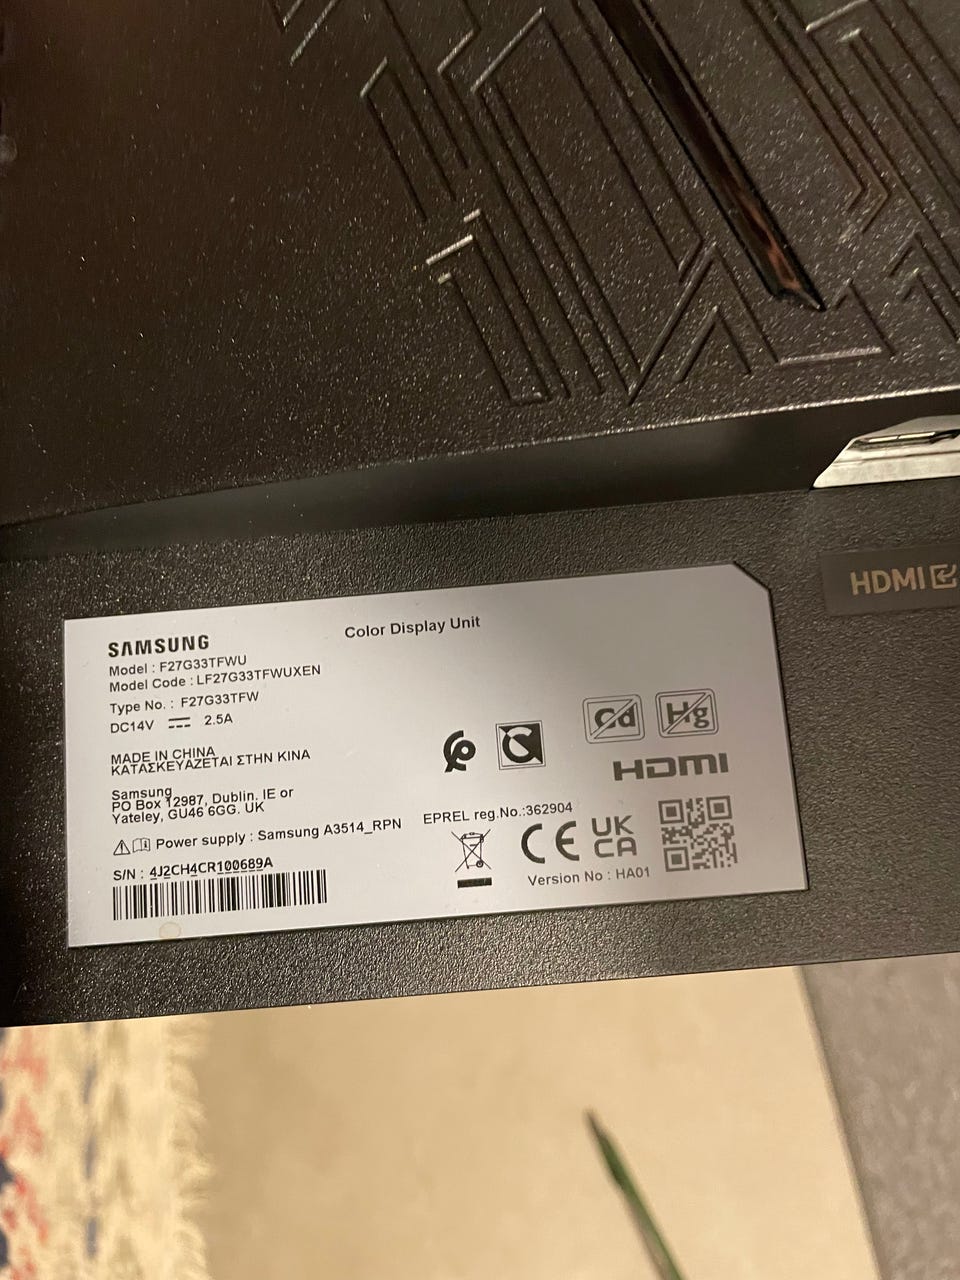 HDMI
SAMSUNG
Color Display Unit
Model : F27G33TFWU
Model Code : LF27G33TFWUXEN
Type No. : F27G33TFW
DC14V 2.5A
MADE IN CHINA
ΚΑΤΑΣΚΕΥΑΖΕΤΑΙ ΣΤΗΝ ΚΙΝΑ
Samsung
PO Box 12987, Dublin. IE or
Yateley, GU46 6GG. UK
Power supply : Samsung A3514_RPN
S/N : 4J2CH4CR100689A
Cd Hg
HDMI
EPREL reg.No.:362904
CE UK
CA
Version No : HA01